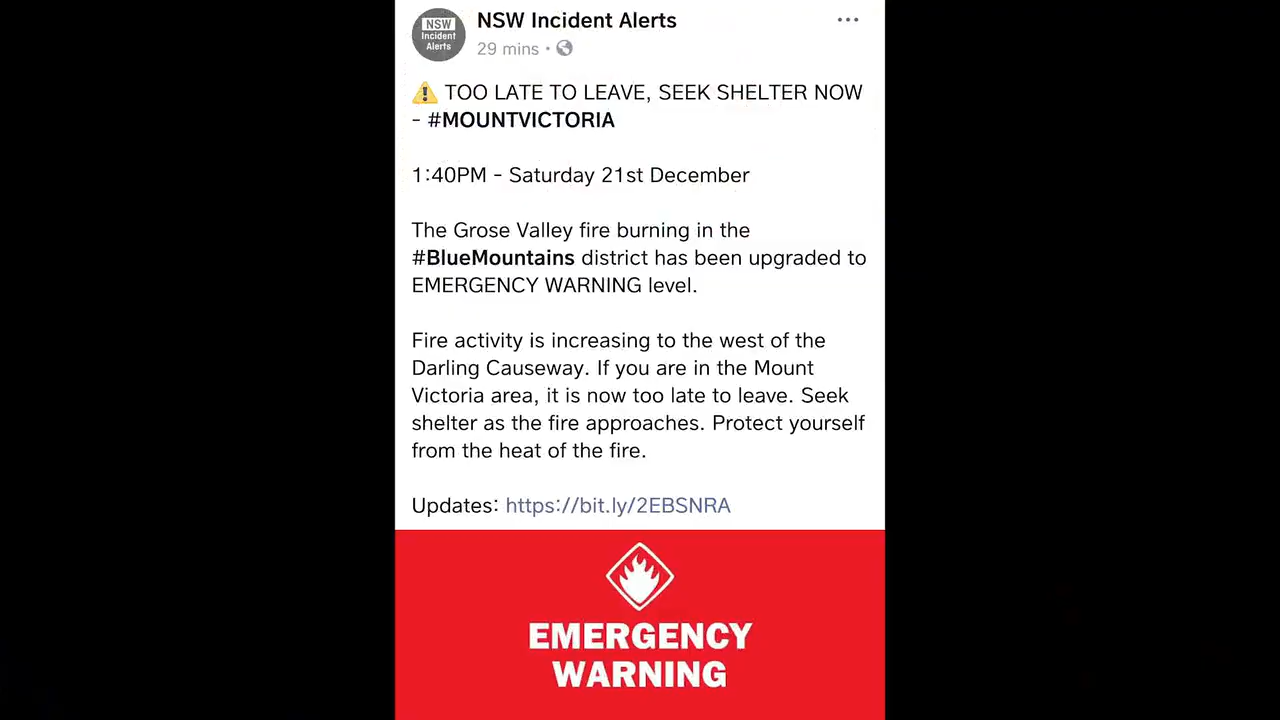 NSW Incident Alerts
NSW
Incident
Alerts
29 mins •
⚠ TOO LATE TO LEAVE, SEEK SHELTER NOW
- #MOUNTVICTORIA
1:40PM - Saturday 21st December
The Grose Valley fire burning in the
#BlueMountains district has been upgraded to
EMERGENCY WARNING level.
Fire activity is increasing to the west of the
Darling Causeway. If you are in the Mount
Victoria area, it is now too late to leave. Seek
shelter as the fire approaches. Protect yourself
from the heat of the fire.
Updates: https://bit.ly/2EBSNRA
EMERGENCY
WARNING